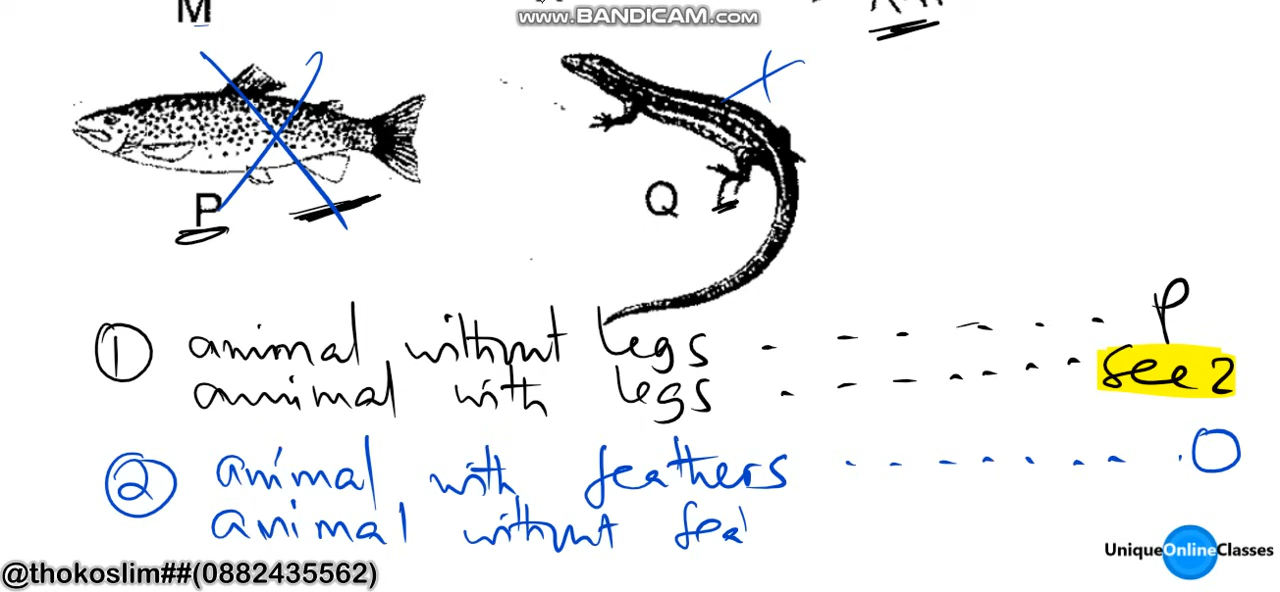 M
www.BANDICAM.com
P
Q
① animal without legs - - - - - - - P
animal with legs - - - - - - - - see 2
② animal with feathers - - - - - - - O
animal without fea
UniqueOnlineClasses
@thokoslim##(0882435562)